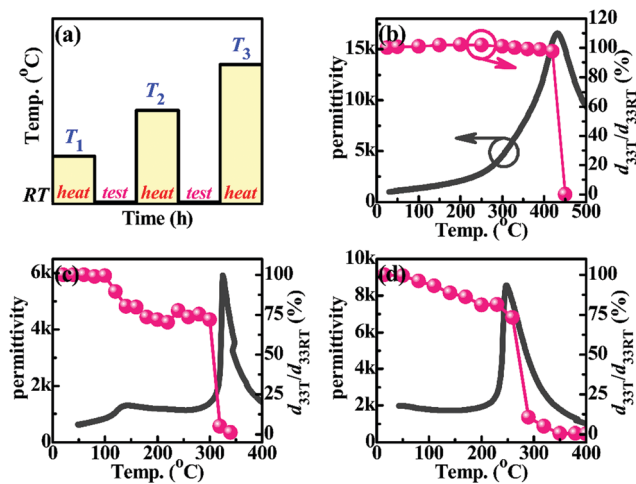 (a)
Temp. (°C)
T1
T2
T3
RT
heat
test
heat
test
heat
Time (h)
(b)
permittivity
15k
10k
5k
0
0 100 200 300 400 500
Temp. (°C)
110
100
80
60
40
20
0
d33T/d33RT (%)
(c)
permittivity
6k
4k
2k
0
0 100 200 300 400
Temp. (°C)
100
75
50
25
0
d33T/d33RT (%)
(d)
permittivity
10k
8k
6k
4k
2k
0
0 100 200 300 400
Temp. (°C)
100
75
50
25
0
d33T/d33RT (%)